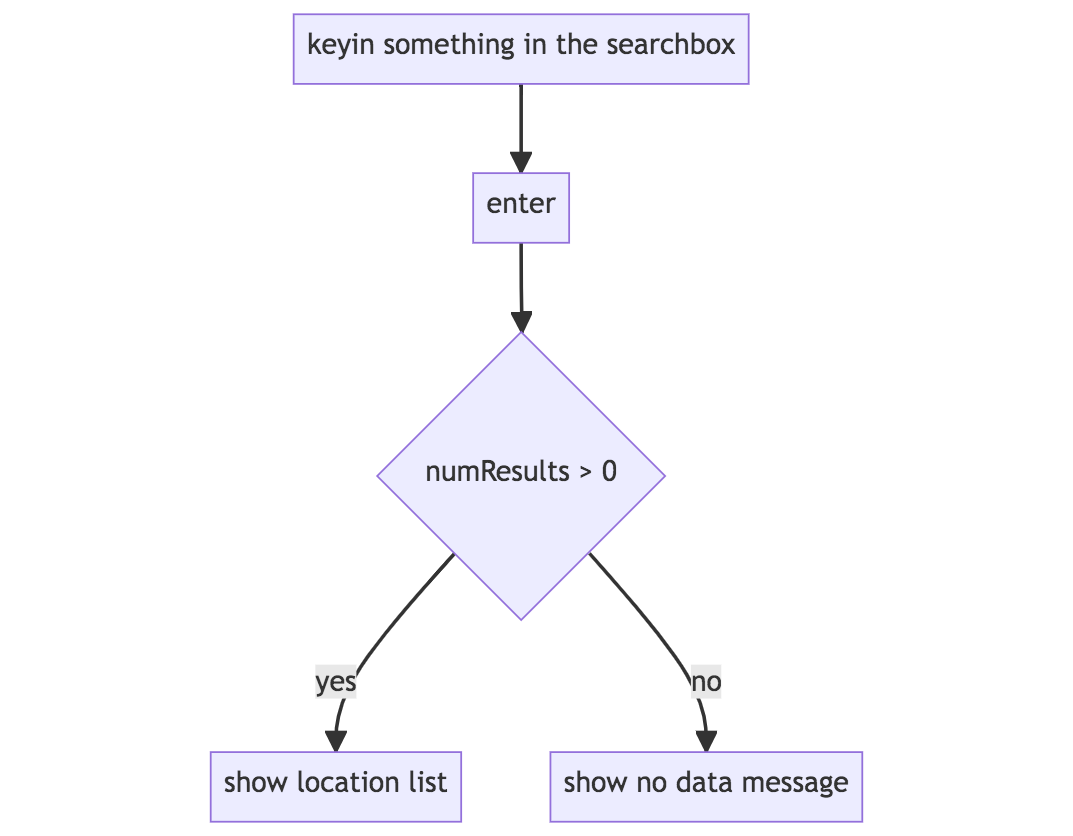 keyin something in the searchbox
enter
numResults > 0
yes
no
show location list
show no data message